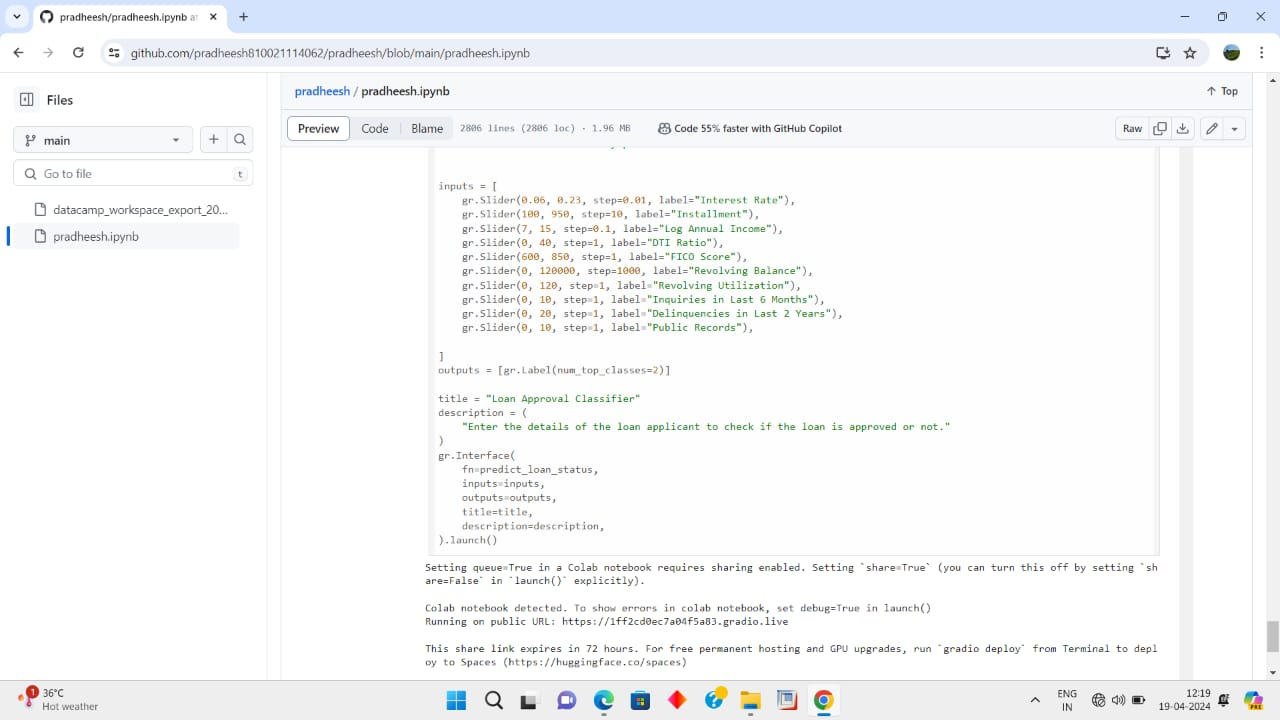 pradheesh/pradheesh.ipynb at
github.com/pradheesh810021114062/pradheesh/blob/main/pradheesh.ipynb
Files
main
Go to file
t
datacamp_workspace_export_20...
pradheesh.ipynb
pradheesh / pradheesh.ipynb
Top
Preview Code Blame 2806 lines (2806 loc) · 1.96 MB Code 55% faster with GitHub Copilot
Raw
inputs = [
    gr.Slider(0.06, 0.23, step=0.01, label="Interest Rate"),
    gr.Slider(100, 950, step=10, label="Installment"),
    gr.Slider(7, 15, step=0.1, label="Log Annual Income"),
    gr.Slider(0, 40, step=1, label="DTI Ratio"),
    gr.Slider(600, 850, step=1, label="FICO Score"),
    gr.Slider(0, 120000, step=1000, label="Revolving Balance"),
    gr.Slider(0, 120, step=1, label="Revolving Utilization"),
    gr.Slider(0, 10, step=1, label="Inquiries in Last 6 Months"),
    gr.Slider(0, 20, step=1, label="Delinquencies in Last 2 Years"),
    gr.Slider(0, 10, step=1, label="Public Records"),
]
outputs = [gr.Label(num_top_classes=2)]
title = "Loan Approval Classifier"
description = (
    "Enter the details of the loan applicant to check if the loan is approved or not."
)
gr.Interface(
    fn=predict_loan_status,
    inputs=inputs,
    outputs=outputs,
    title=title,
    description=description,
).launch()
Setting queue=True in a Colab notebook requires sharing enabled. Setting `share=True` (you can turn this off by setting `sh
are=False` in `launch()` explicitly).
Colab notebook detected. To show errors in colab notebook, set debug=True in launch()
Running on public URL: https://1ff2cd0ec7a04f5a83.gradio.live
This share link expires in 72 hours. For free permanent hosting and GPU upgrades, run `gradio deploy` from Terminal to depl
oy to Spaces (https://huggingface.co/spaces)
1
36°C
Hot weather
ENG
IN
12:19
19-04-2024
PRE